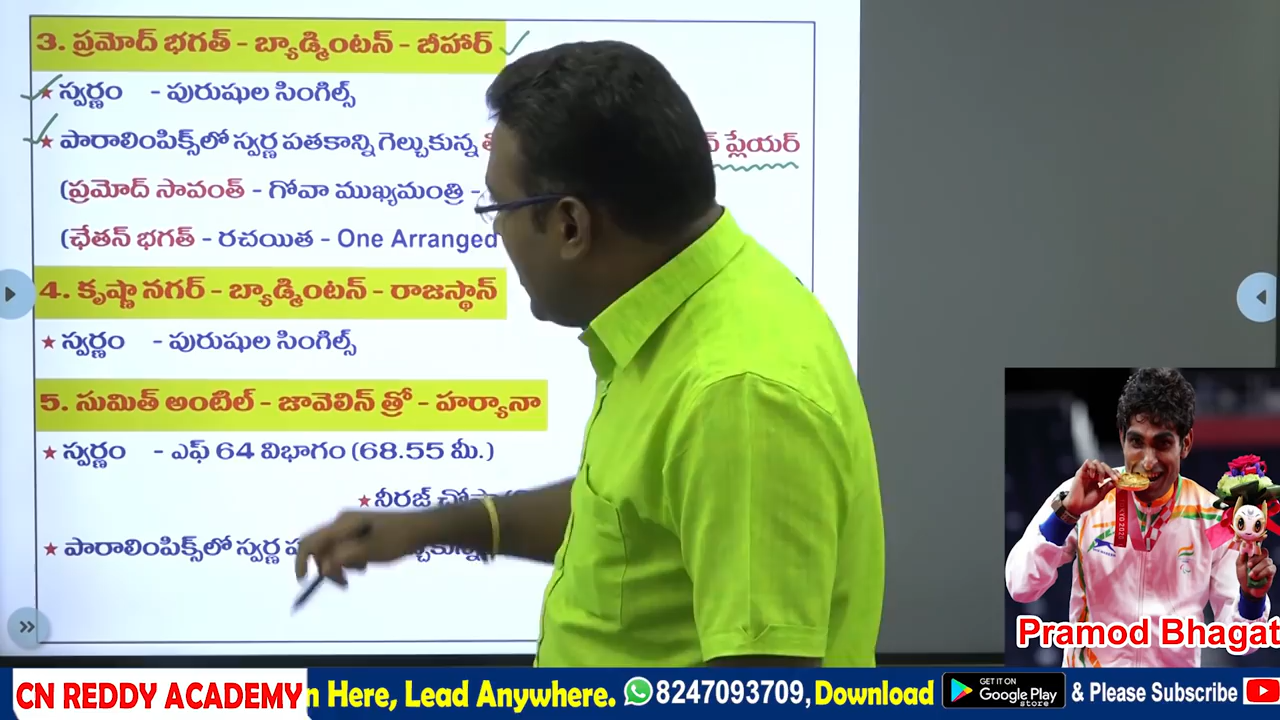 3. ప్రమోద్ భగత్ - బ్యాడ్మింటన్ - బీహార్
★ స్వర్ణం - పురుషుల సింగిల్స్
★ పారాలింపిక్స్‌లో స్వర్ణ పతకాన్ని గెల్చుకున్న ప్లేయర్
(ప్రమోద్ సావంత్ - గోవా ముఖ్యమంత్రి -
(ఛేతన్ భగత్ - రచయిత - One Arranged
4. కృష్ణా నగర్ - బ్యాడ్మింటన్ - రాజస్థాన్
★ స్వర్ణం - పురుషుల సింగిల్స్
5. సుమిత్ అంటిల్ - జావెలిన్ త్రో - హర్యానా
★ స్వర్ణం - ఎఫ్ 64 విభాగం (68.55 మీ.)
★ నీరజ్ చోప్రా
★ పారాలింపిక్స్‌లో స్వర్ణ
Pramod Bhagat
CN REDDY ACADEMY
Here, Lead Anywhere. 8247093709, Download GET IT ON Google Play store & Please Subscribe